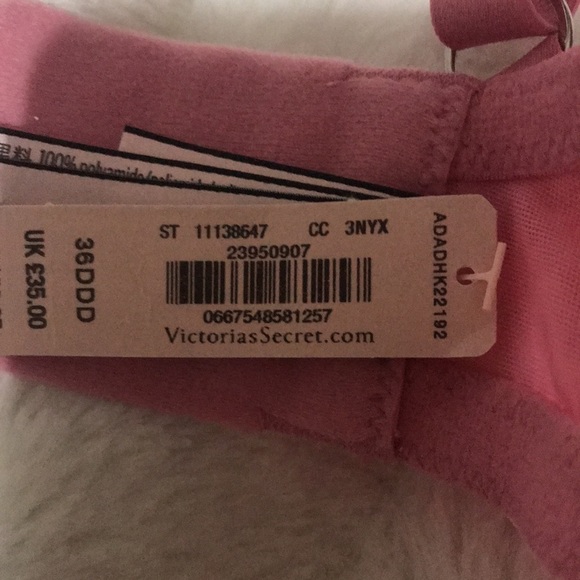 100% polyamide
ST 11138647 CC 3NYX
23950907
0667548581257
VictoriasSecret.com
36DDD
UK £35.00
ADADHK22192